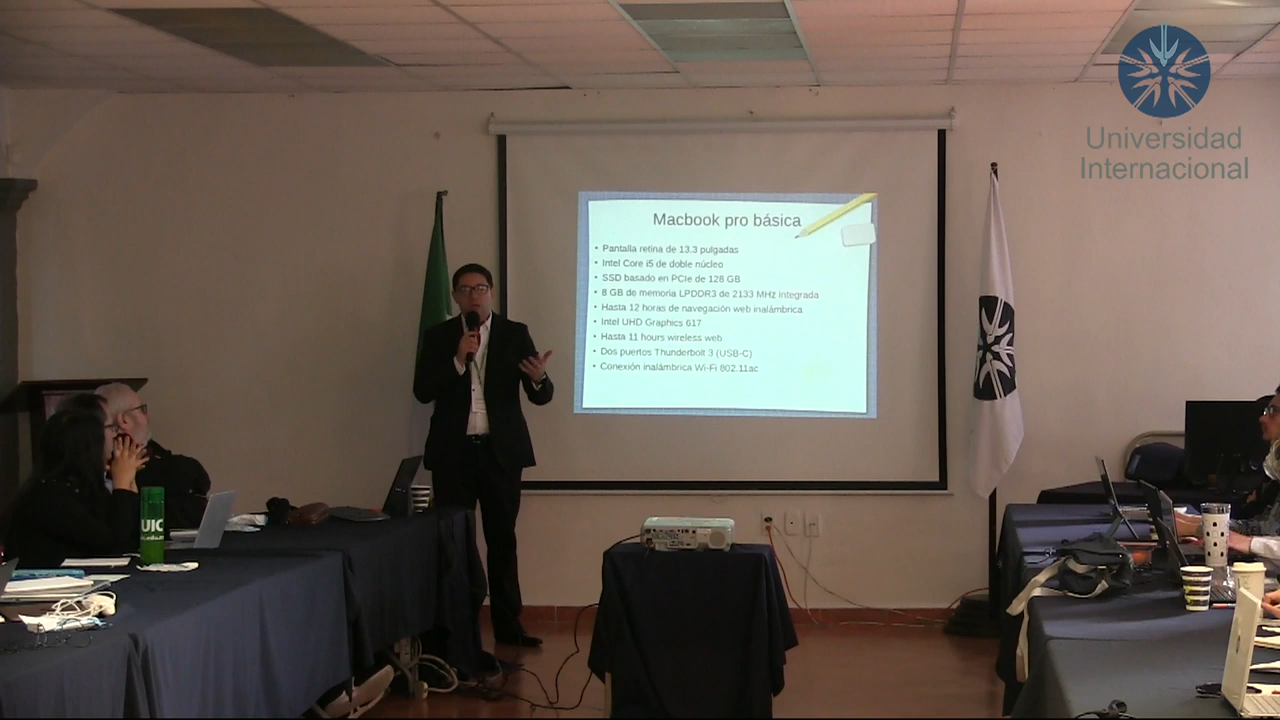 Universidad
Internacional
Macbook pro básica
• Pantalla retina de 13.3 pulgadas
• Intel Core i5 de doble núcleo
• SSD basado en PCIe de 128 GB
• 8 GB de memoria LPDDR3 de 2133 MHz integrada
• Hasta 12 horas de navegación web inalámbrica
• Intel UHD Graphics 617
• Hasta 11 hours wireless web
• Dos puertos Thunderbolt 3 (USB-C)
• Conexión inalámbrica Wi-Fi 802.11ac
UIC